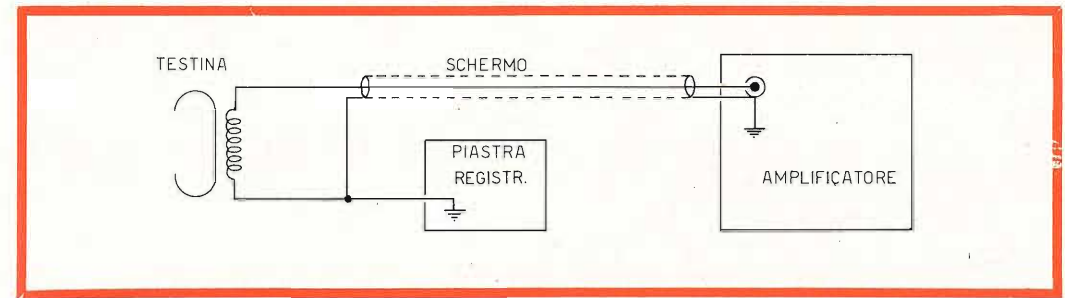 TESTINA
SCHERMO
PIASTRA
REGISTR.
AMPLIFICATORE